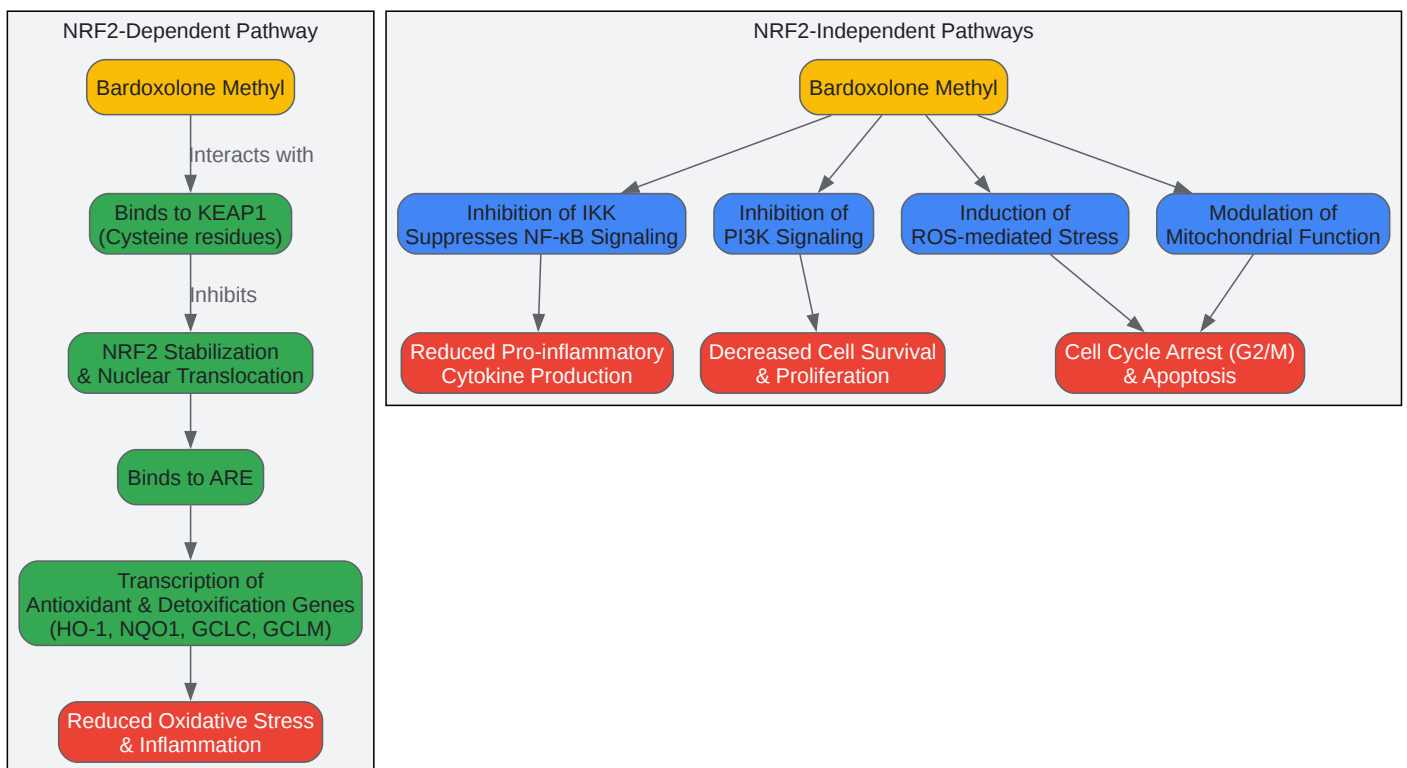 NRF2-Dependent Pathway
Bardoxolone Methyl
Interacts with
Binds to KEAP1
(Cysteine residues)
Inhibits
NRF2 Stabilization
& Nuclear Translocation
Binds to ARE
Transcription of
Antioxidant & Detoxification Genes
(HO-1, NQO1, GCLC, GCLM)
Reduced Oxidative Stress
& Inflammation
NRF2-Independent Pathways
Bardoxolone Methyl
Inhibition of IKK
Suppresses NF-κB Signaling
Inhibition of
PI3K Signaling
Induction of
ROS-mediated Stress
Modulation of
Mitochondrial Function
Reduced Pro-inflammatory
Cytokine Production
Decreased Cell Survival
& Proliferation
Cell Cycle Arrest (G2/M)
& Apoptosis